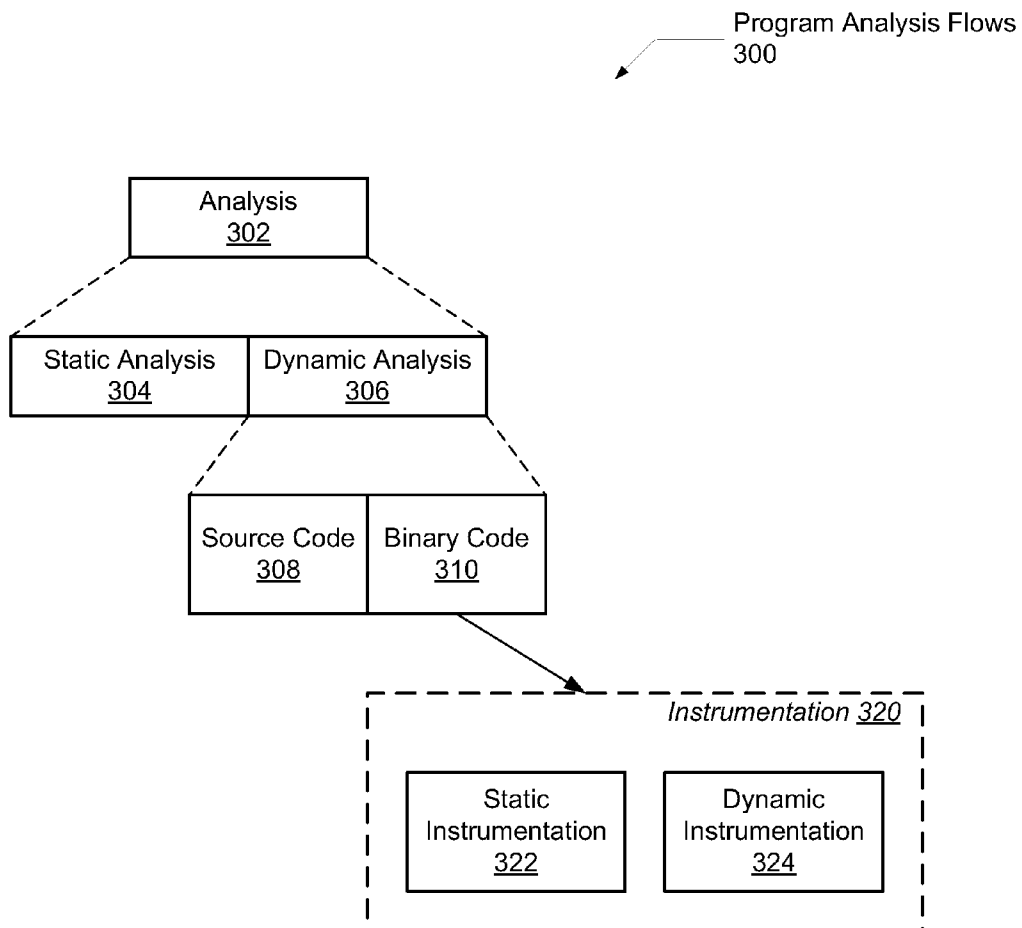 Program Analysis Flows
300
Analysis
302
Static Analysis
304
Dynamic Analysis
306
Source Code
308
Binary Code
310
Instrumentation 320
Static
Instrumentation
322
Dynamic
Instrumentation
324